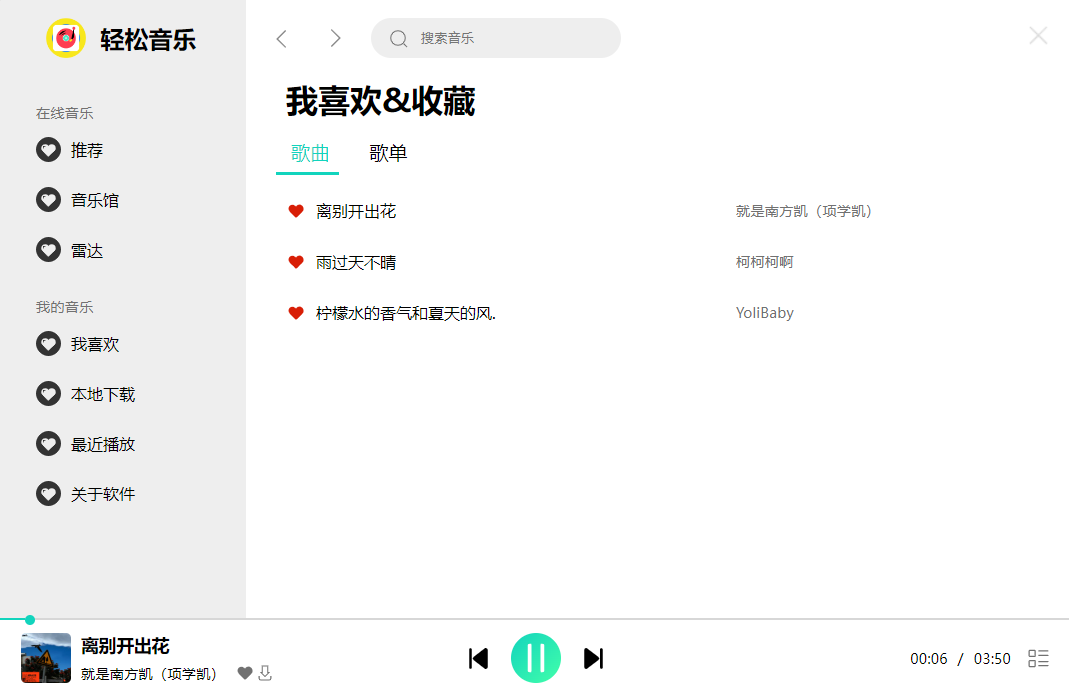 轻松音乐
搜索音乐
在线音乐
推荐
音乐馆
雷达
我的音乐
我喜欢
本地下载
最近播放
关于软件
我喜欢&收藏
歌曲 歌单
离别开出花 就是南方凯（项学凯）
雨过天不晴 柯柯柯啊
柠檬水的香气和夏天的风. YoliBaby
离别开出花
就是南方凯（项学凯）
00:06 / 03:50